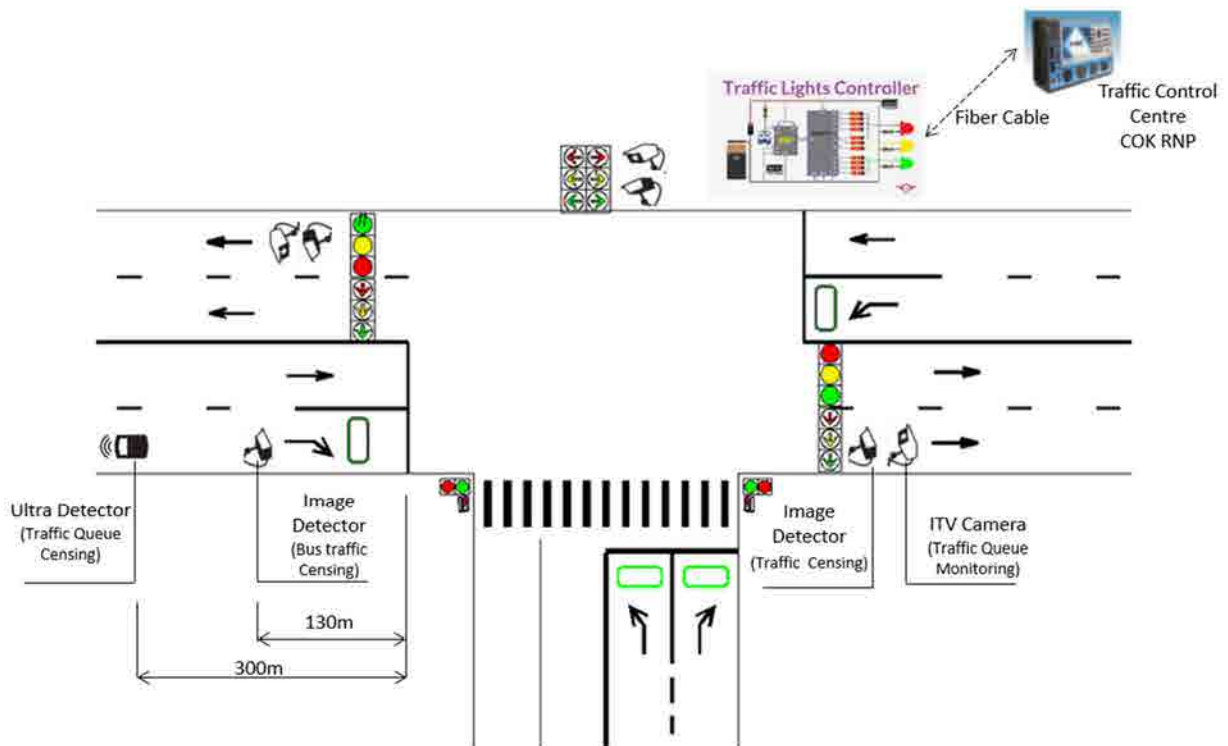 Traffic Lights Controller
Fiber Cable
Traffic Control
Centre
COK RNP
Ultra Detector
(Traffic Queue
Censing)
Image
Detector
(Bus traffic
Censing)
Image
Detector
(Traffic Censing)
ITV Camera
(Traffic Queue
Monitoring)
130m
300m